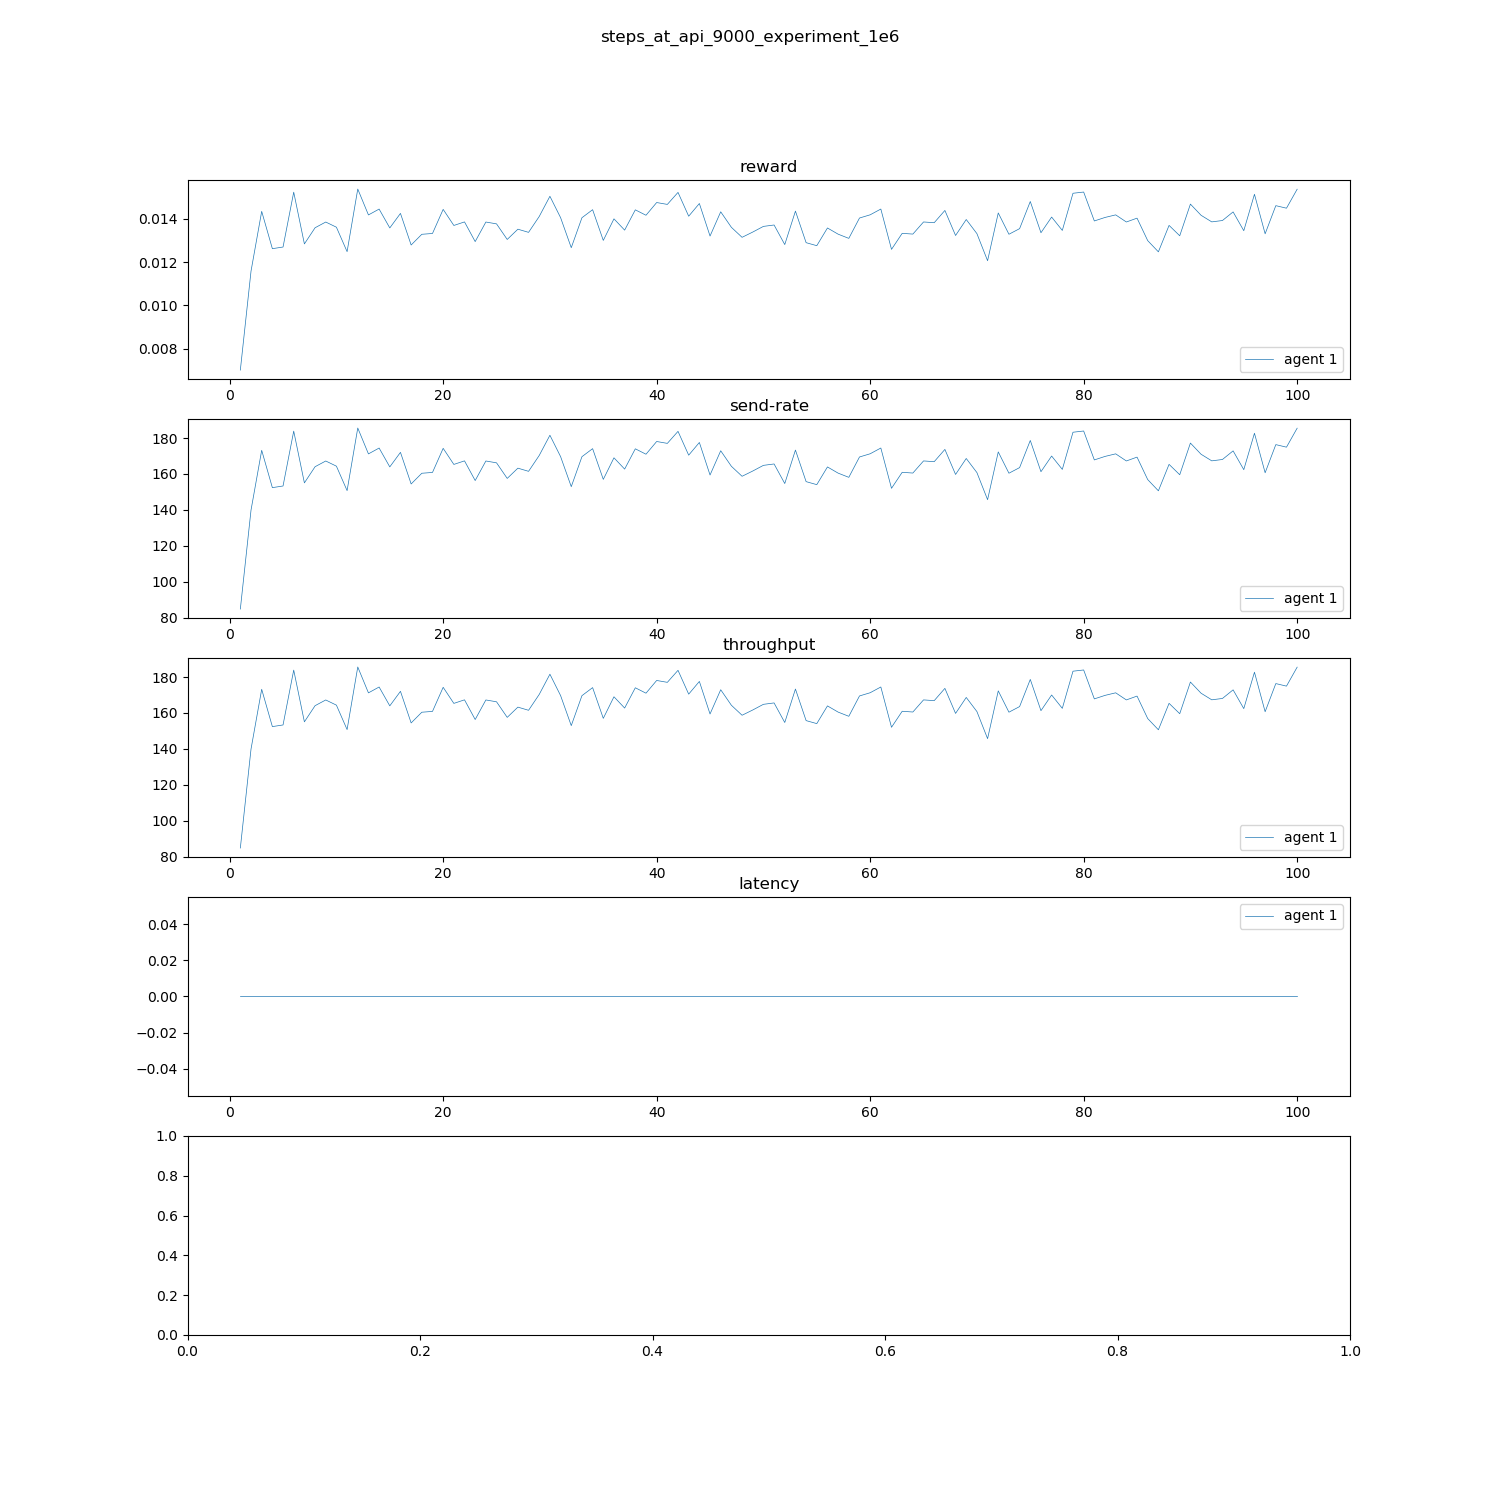 steps_at_api_9000_experiment_1e6
reward
0.014
0.012
0.010
0.008
agent 1
0 20 40 60 80 100
send-rate
180
160
140
120
100
80
agent 1
0 20 40 60 80 100
throughput
180
160
140
120
100
80
agent 1
0 20 40 60 80 100
latency
agent 1
0.04
0.02
0.00
−0.02
−0.04
0 20 40 60 80 100
1.0
0.8
0.6
0.4
0.2
0.0
0.0 0.2 0.4 0.6 0.8 1.0